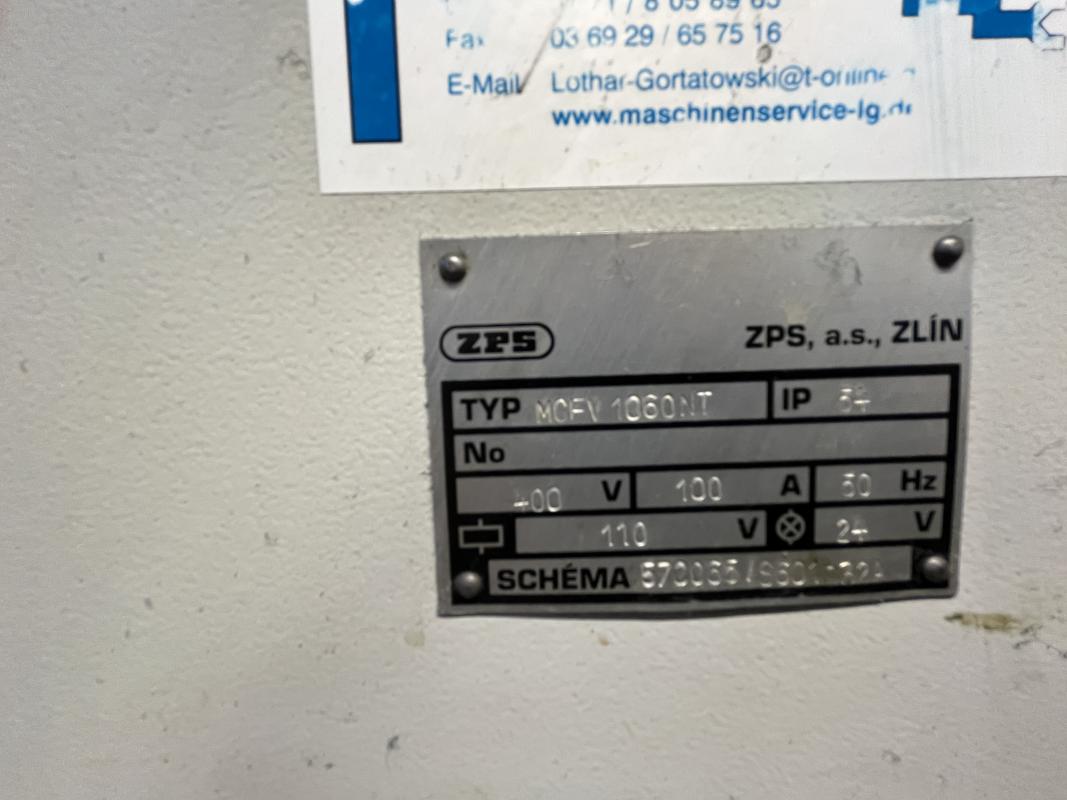 Fax 03 69 29 / 65 75 16
E-Mail Lothar-Gortatowski@t-online
www.maschinenservice-lg.de
ZPS ZPS, a.s., ZLÍN
TYP MCFV 1060NT IP 54
No
400 V 100 A 50 Hz
110 V 24 V
SCHÉMA